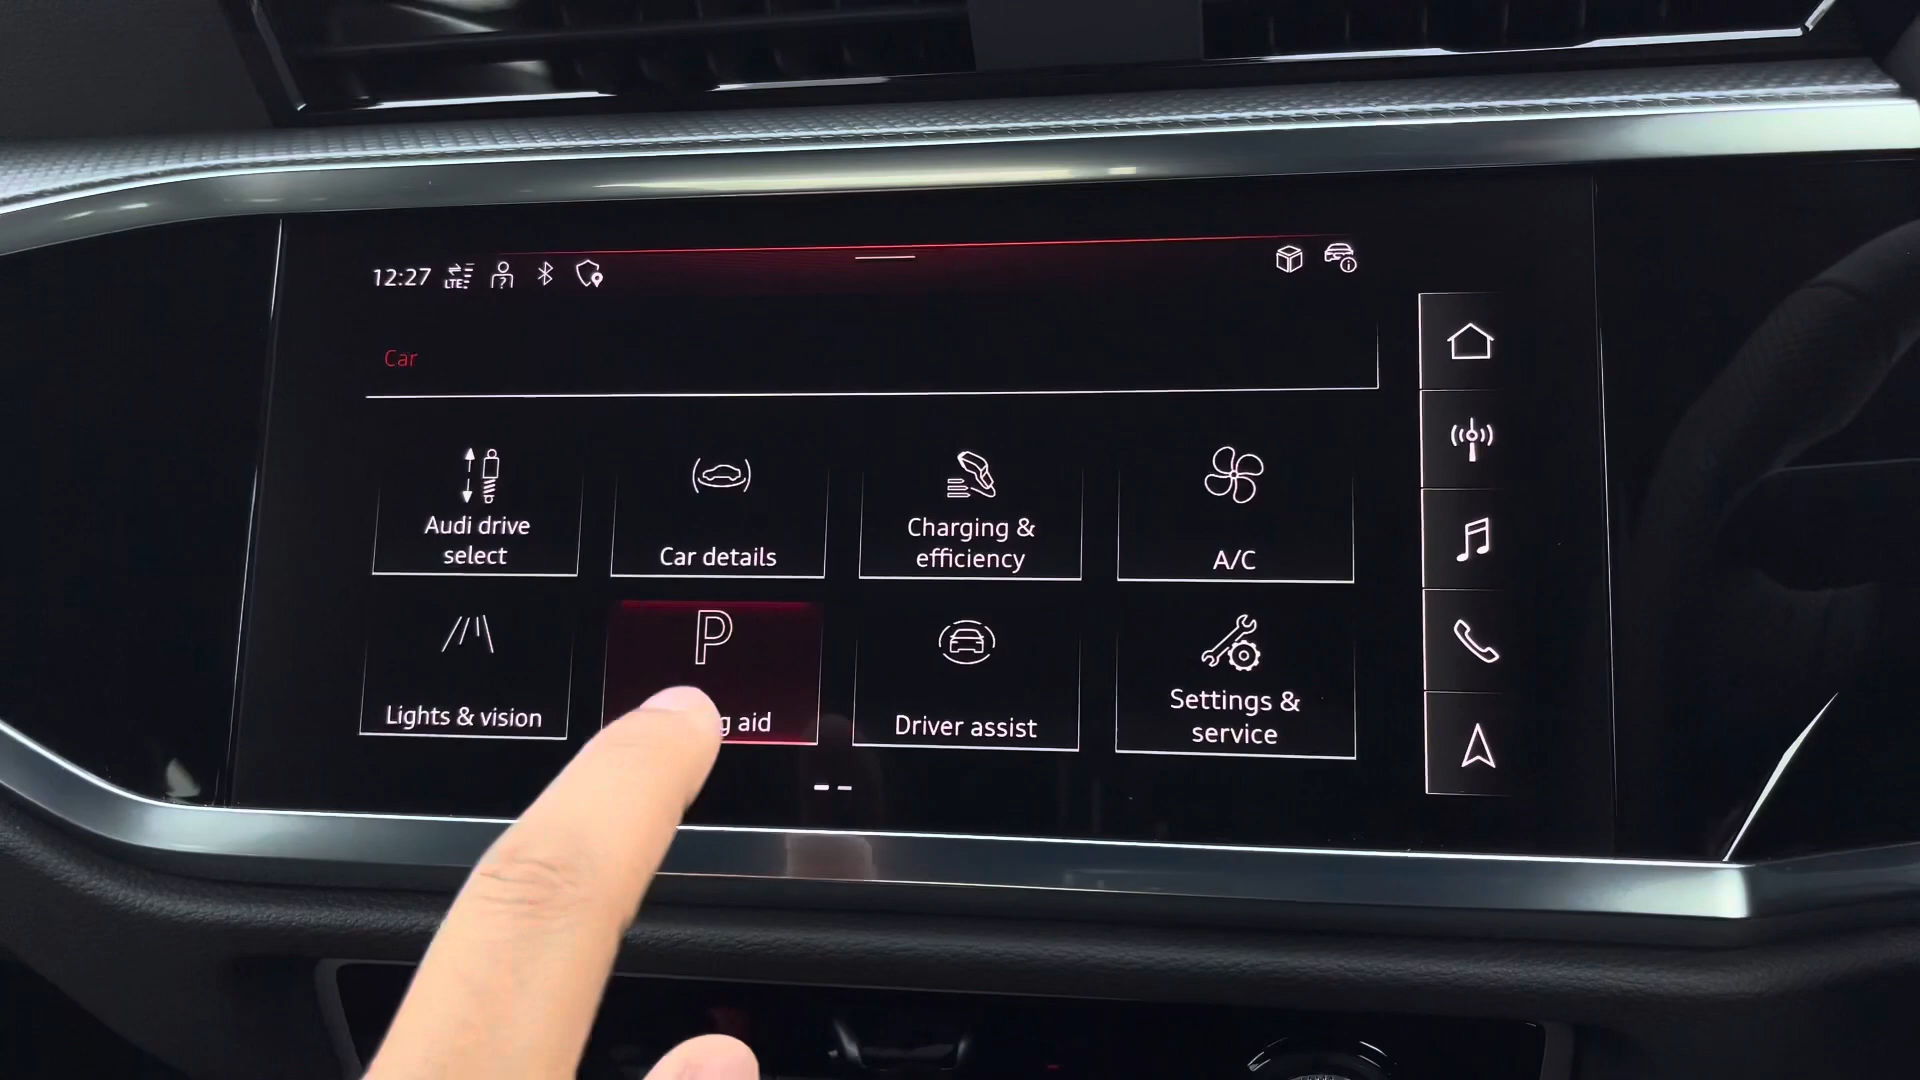 12:27 LTE
Car
Audi drive
select
Car details
Charging &
efficiency
A/C
Lights & vision
P
aid
Driver assist
Settings &
service